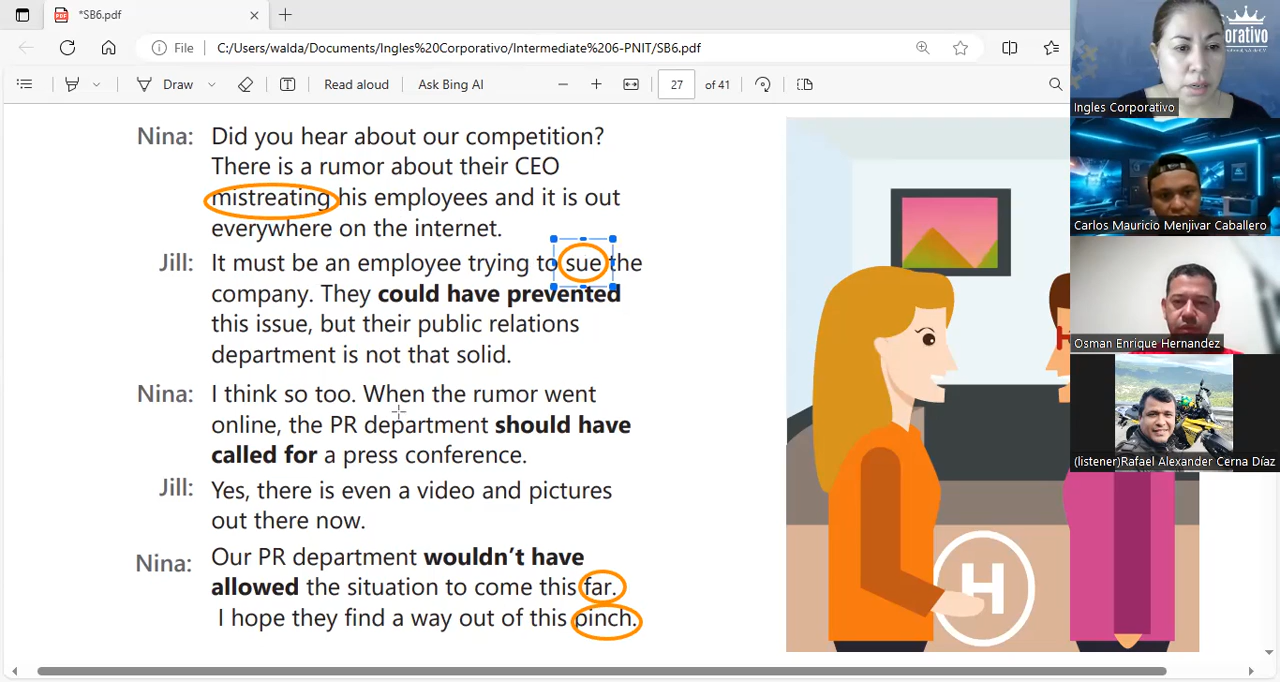 *SB6.pdf
File C:/Users/walda/Documents/Ingles%20Corporativo/Intermediate%206-PNIT/SB6.pdf
Draw Read aloud Ask Bing AI 27 of 41
Nina: Did you hear about our competition?
There is a rumor about their CEO
mistreating his employees and it is out
everywhere on the internet.
Jill: It must be an employee trying to sue the
company. They could have prevented
this issue, but their public relations
department is not that solid.
Nina: I think so too. When the rumor went
online, the PR department should have
called for a press conference.
Jill: Yes, there is even a video and pictures
out there now.
Nina: Our PR department wouldn't have
allowed the situation to come this far.
I hope they find a way out of this pinch.
H
H
orativo
Ingles Corporativo
Carlos Mauricio Menjivar Caballero
Osman Enrique Hernandez
(listener)Rafael Alexander Cerna Díaz